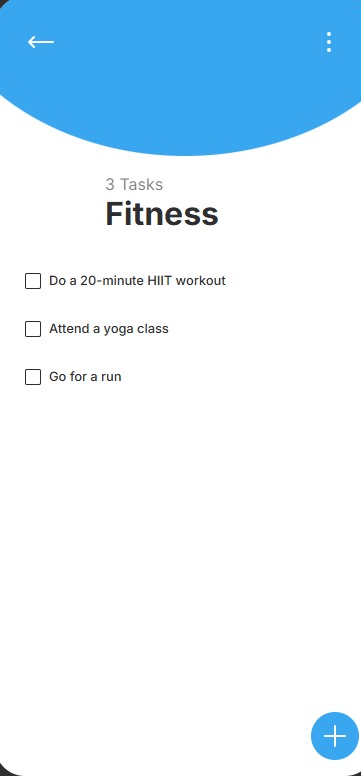 3 Tasks
Fitness
Do a 20-minute HIIT workout
Attend a yoga class
Go for a run